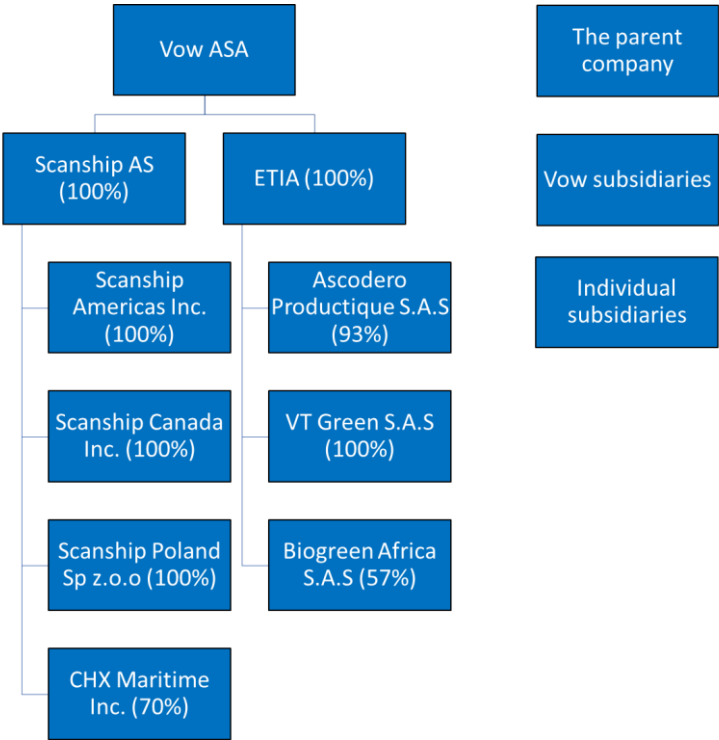 Vow ASA
The parent
company
Scanship AS
(100%)
ETIA (100%)
Vow subsidiaries
Scanship
Americas Inc.
(100%)
Ascodero
Productique S.A.S
(93%)
Individual
subsidiaries
Scanship Canada
Inc. (100%)
VT Green S.A.S
(100%)
Scanship Poland
Sp z.o.o (100%)
Biogreen Africa
S.A.S (57%)
CHX Maritime
Inc. (70%)